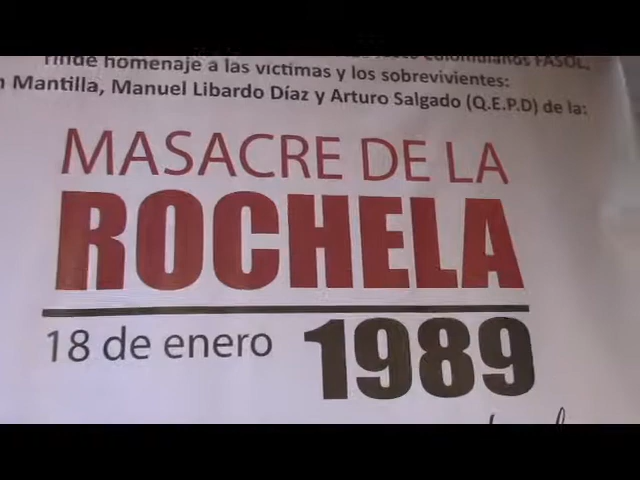 rinde homenaje a las víctimas y los sobrevivientes:
Mantilla, Manuel Libardo Díaz y Arturo Salgado (Q.E.P.D) de la:
MASACRE DE LA
ROCHELA
18 de enero 1989